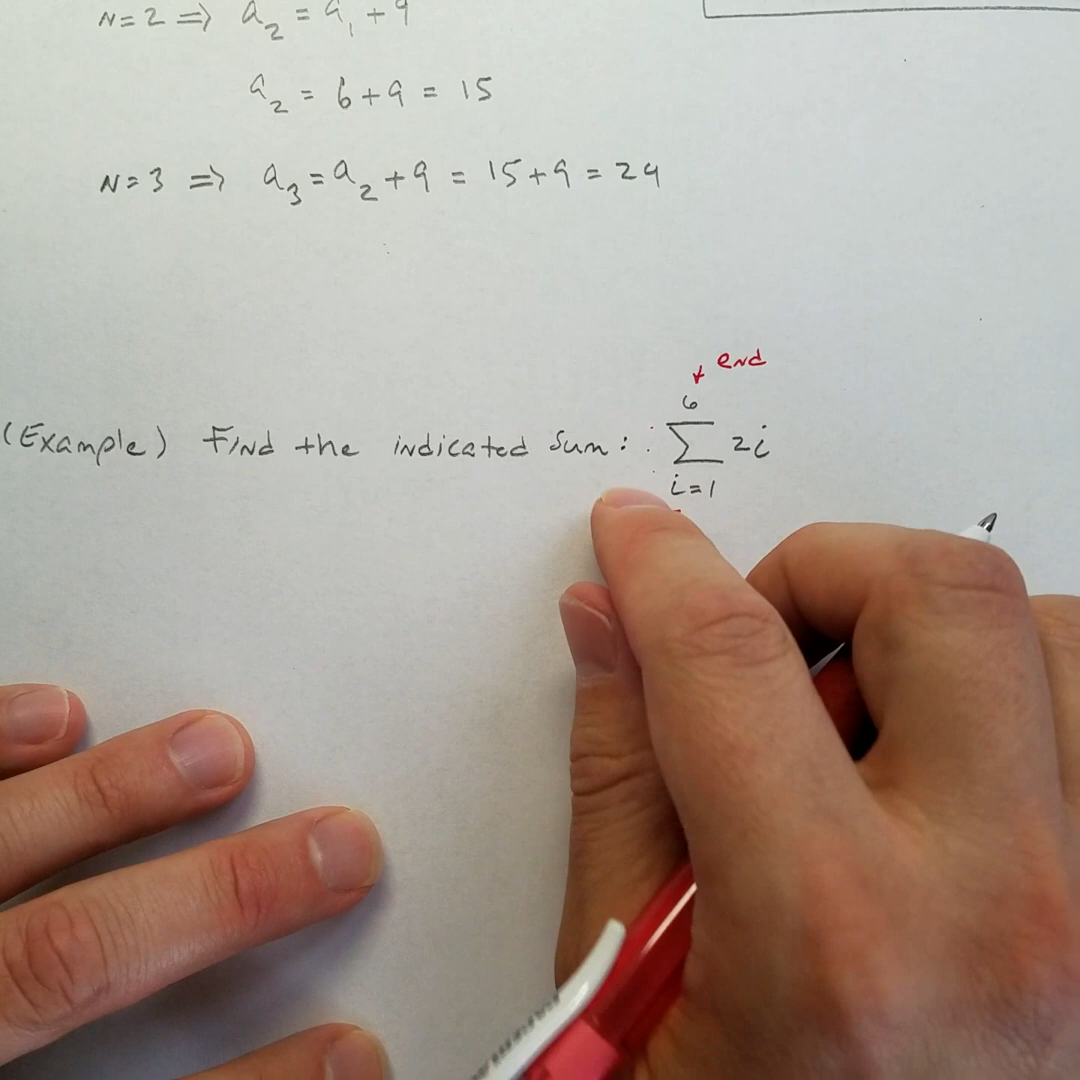 N=2 => a₂ = a₁ + 9
a₂ = 6+9 = 15
N=3 => a₃ = a₂ + 9 = 15+9 = 24
end
(Example) Find the indicated sum: ∑_{i=1}^{6} 2i